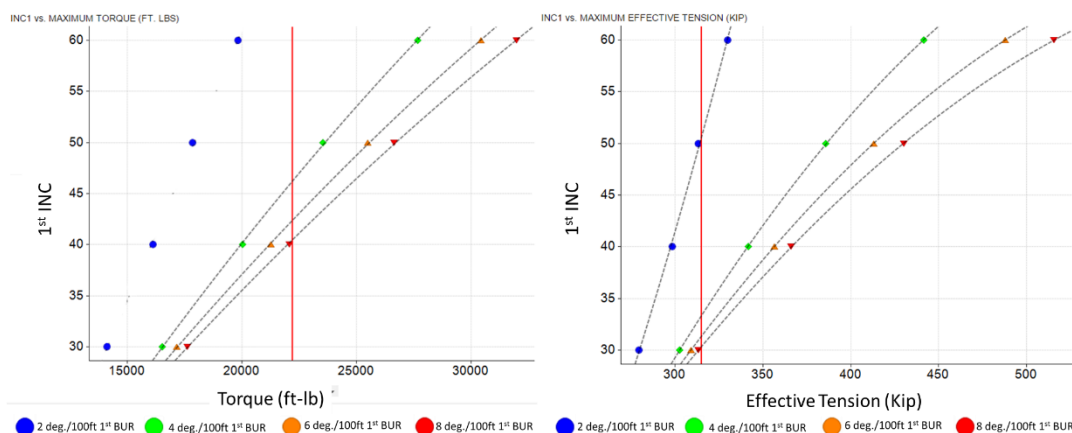 INC1 vs. MAXIMUM TORQUE (FT. LBS)
60
55
50
45
40
35
30
1st INC
15000 20000 25000 30000
Torque (ft-lb)
2 deg./100ft 1st BUR 4 deg./100ft 1st BUR 6 deg./100ft 1st BUR 8 deg./100ft 1st BUR
INC1 vs. MAXIMUM EFFECTIVE TENSION (KIP)
60
55
50
45
40
35
30
1st INC
300 350 400 450 500
Effective Tension (Kip)
2 deg./100ft 1st BUR 4 deg./100ft 1st BUR 6 deg./100ft 1st BUR 8 deg./100ft 1st BUR